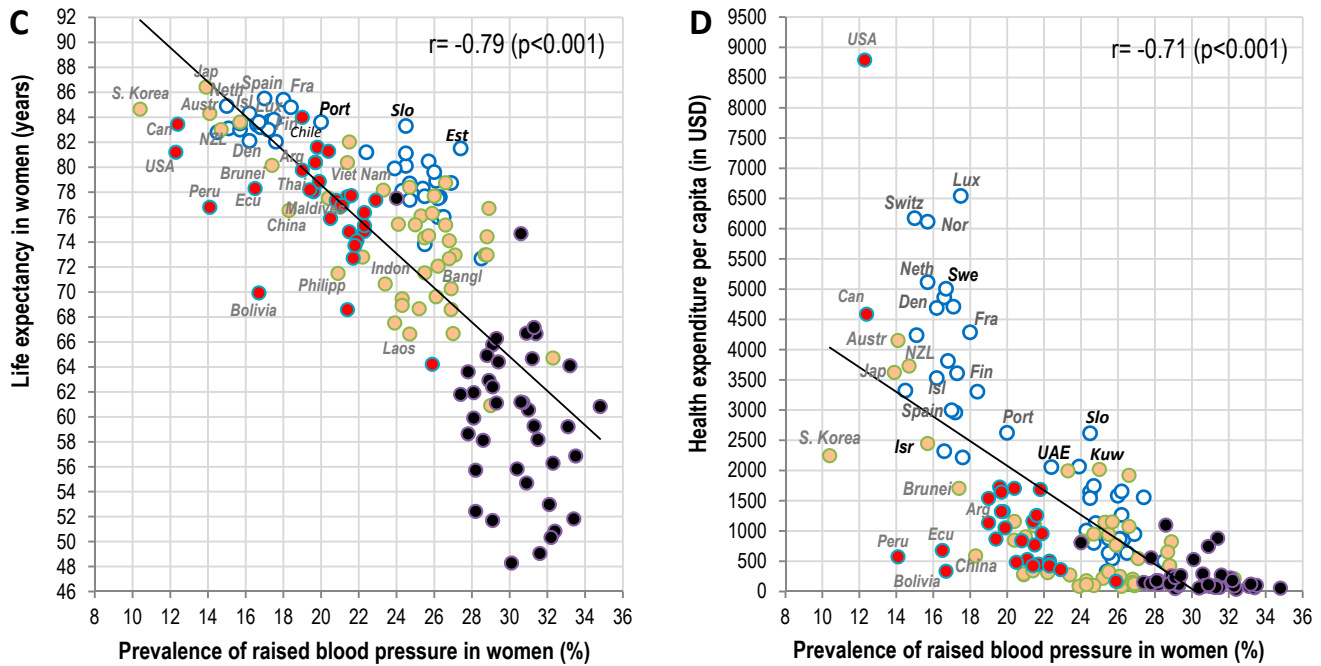 C
r= -0.79 (p<0.001)
Life expectancy in women (years)
92
90
88
86
84
82
80
78
76
74
72
70
68
66
64
62
60
58
56
54
52
50
48
46
Jap
S. Korea
Neth
Spain
Fra
Austr
Isl
Lux
Port
Slo
Can
Fin
Chile
Est
NZL
Den
USA
Arg
Brunei
Viet Nam
Thai
Peru
Ecu
Maldives
China
Indon
Bangl
Philipp
Bolivia
Laos
8 10 12 14 16 18 20 22 24 26 28 30 32 34 36
Prevalence of raised blood pressure in women (%)
D
r= -0.71 (p<0.001)
Health expenditure per capita (in USD)
9500
9000
8500
8000
7500
7000
6500
6000
5500
5000
4500
4000
3500
3000
2500
2000
1500
1000
500
0
USA
Lux
Switz
Nor
Neth
Swe
Can
Den
Fra
Austr
NZL
Jap
Fin
Isl
Spain
Port
Slo
S. Korea
Isr
UAE
Kuw
Brunei
Arg
Peru
Ecu
China
Bolivia
8 10 12 14 16 18 20 22 24 26 28 30 32 34 36
Prevalence of raised blood pressure in women (%)